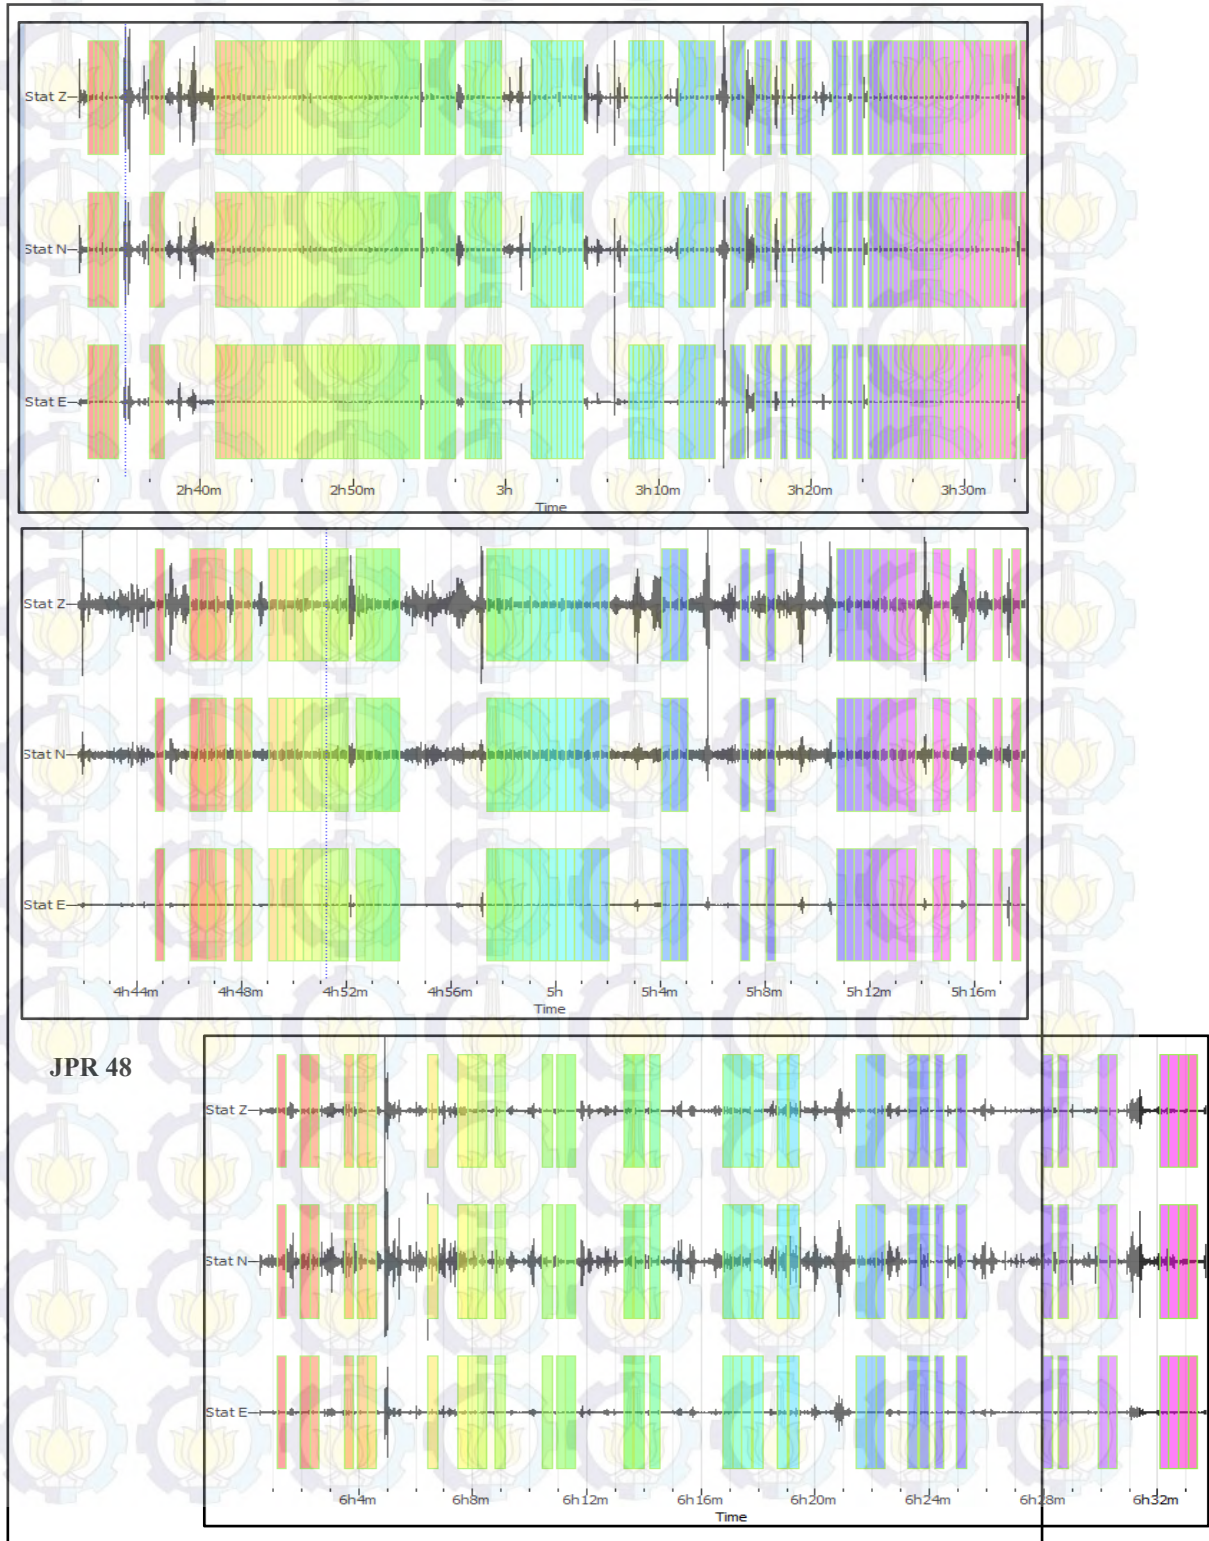 Stat Z
Stat N
Stat E
2h40m 2h50m 3h 3h10m 3h20m 3h30m
Time
Stat Z
Stat N
Stat E
4h44m 4h48m 4h52m 4h56m 5h 5h4m 5h8m 5h12m 5h16m
Time
JPR 48
Stat Z
Stat N
Stat E
6h4m 6h8m 6h12m 6h16m 6h20m 6h24m 6h28m 6h32m
Time